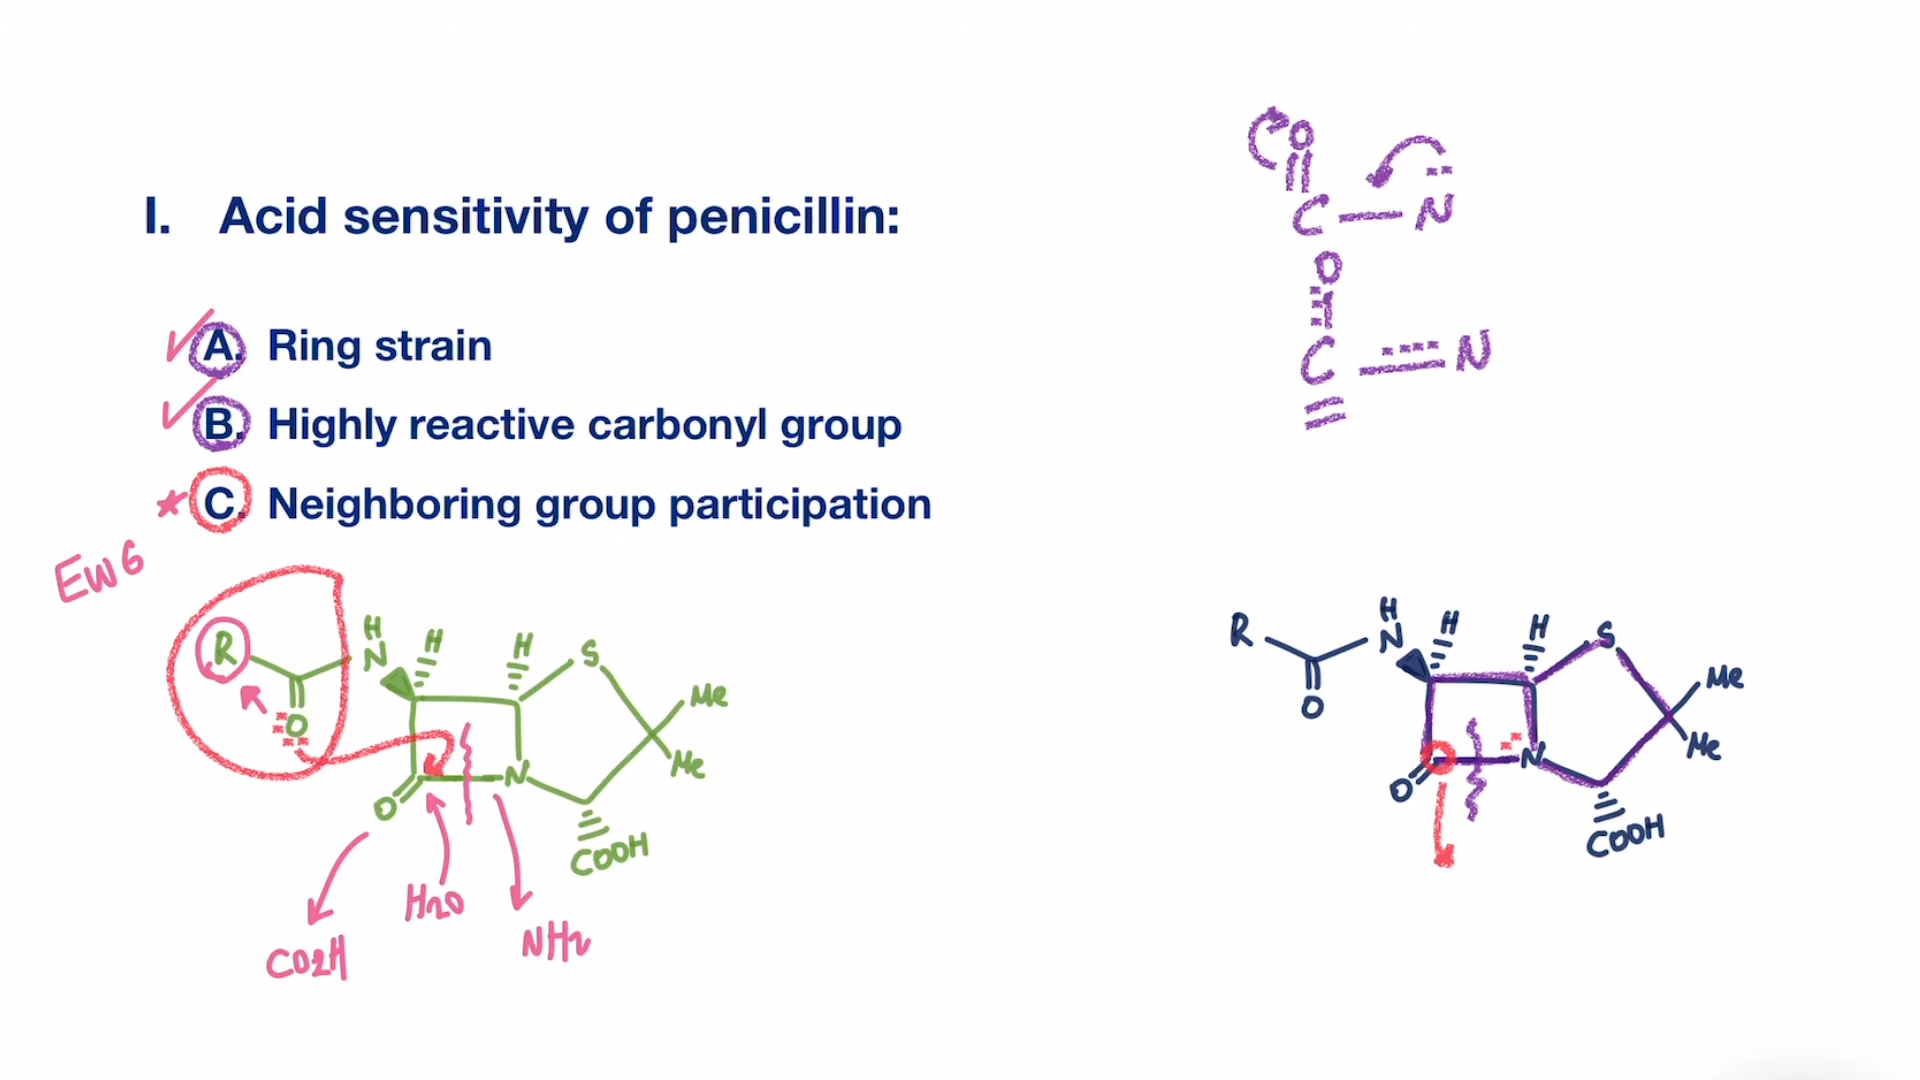 I. Acid sensitivity of penicillin:
A. Ring strain
B. Highly reactive carbonyl group
C. Neighboring group participation
EWG
R
O
H
N
H
H
S
Me
Me
N
O
COOH
H2O
CO2H
NH2
O
C — N
O
C = N
R
O
H
N
H
H
S
Me
Me
N
O
COOH